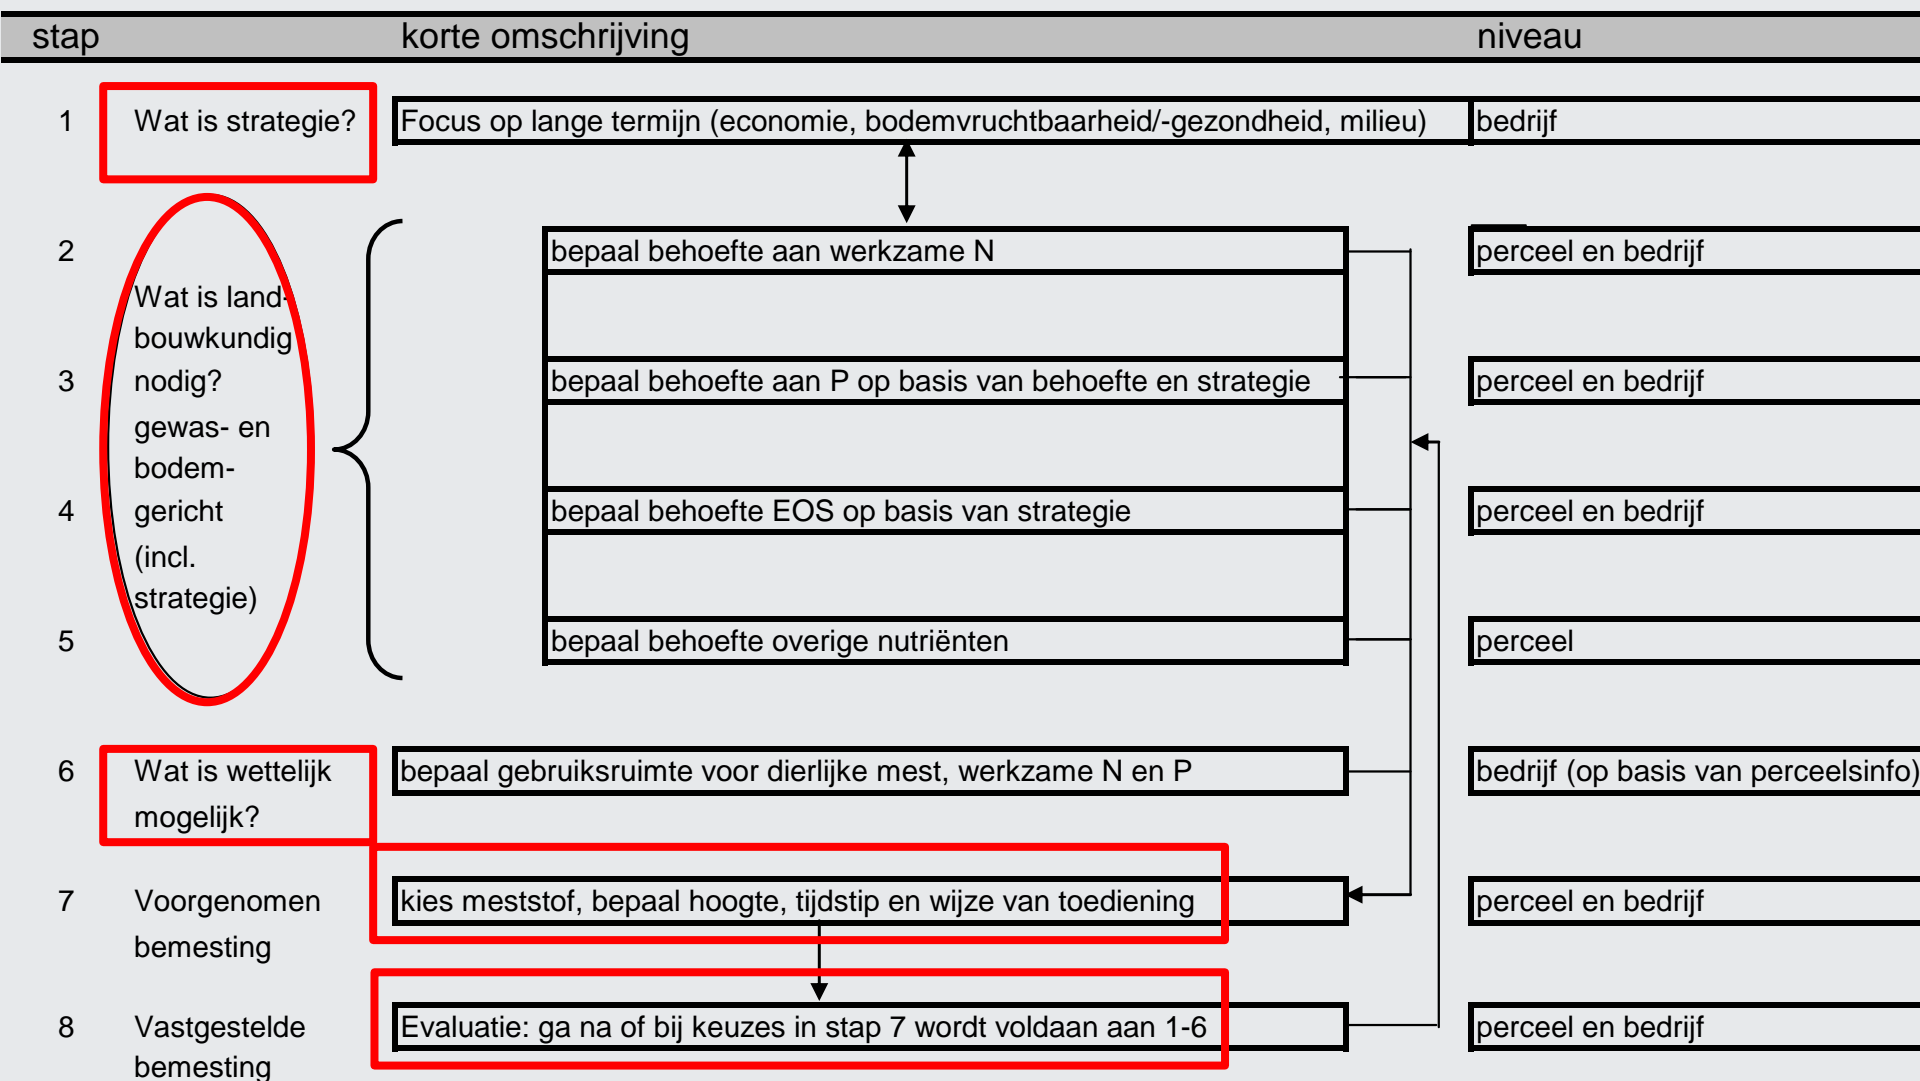 stap korte omschrijving niveau
1 Wat is strategie? Focus op lange termijn (economie, bodemvruchtbaarheid/-gezondheid, milieu) bedrijf
2 bepaal behoefte aan werkzame N perceel en bedrijf
Wat is land-
bouwkundig
3 nodig? bepaal behoefte aan P op basis van behoefte en strategie perceel en bedrijf
gewas- en
bodem-
4 gericht bepaal behoefte EOS op basis van strategie perceel en bedrijf
(incl.
strategie)
5 bepaal behoefte overige nutriënten perceel
6 Wat is wettelijk bepaal gebruiksruimte voor dierlijke mest, werkzame N en P bedrijf (op basis van perceelsinfo)
mogelijk?
7 Voorgenomen kies meststof, bepaal hoogte, tijdstip en wijze van toediening perceel en bedrijf
bemesting
8 Vastgestelde Evaluatie: ga na of bij keuzes in stap 7 wordt voldaan aan 1-6 perceel en bedrijf
bemesting